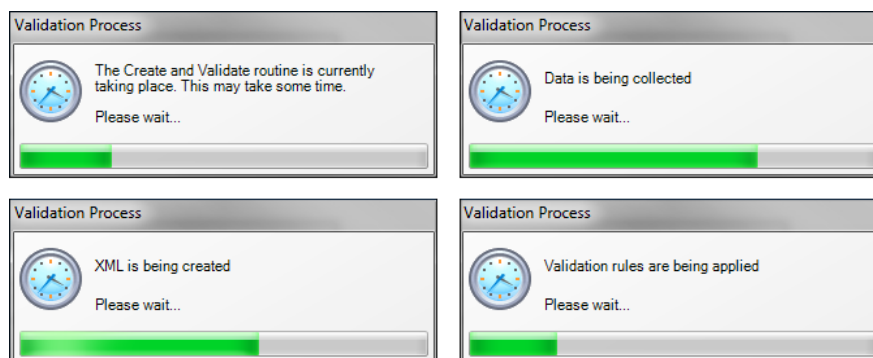 Validation Process
The Create and Validate routine is currently
taking place. This may take some time.
Please wait...
Validation Process
Data is being collected
Please wait...
Validation Process
XML is being created
Please wait...
Validation Process
Validation rules are being applied
Please wait...